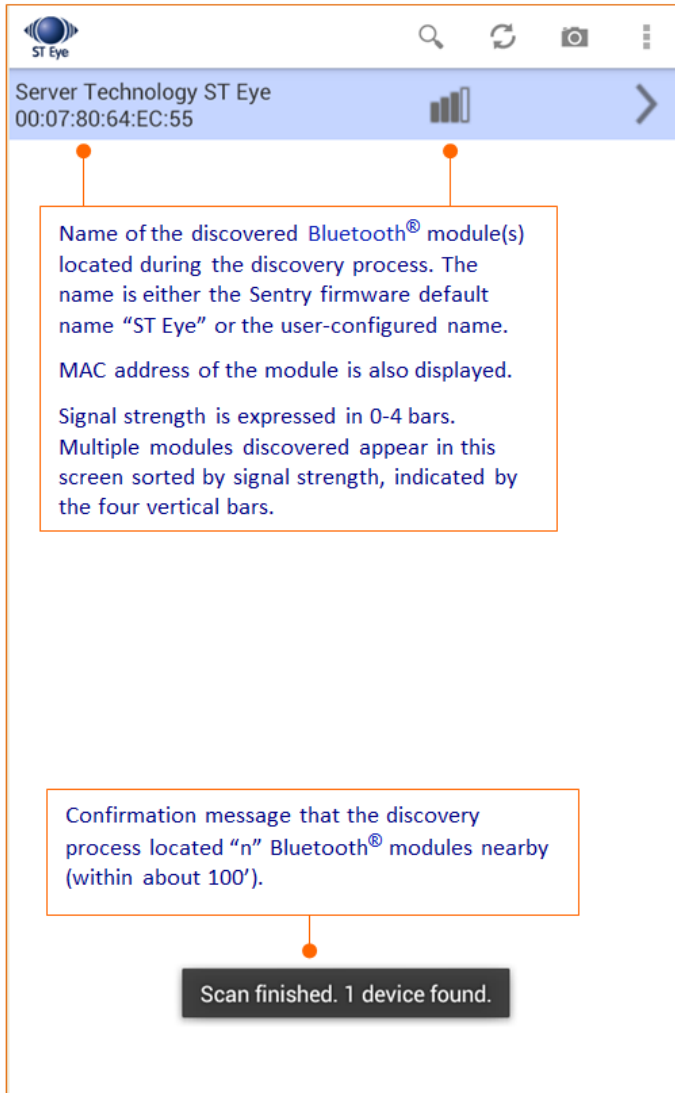 ST Eye
Server Technology ST Eye
00:07:80:64:EC:55
Name of the discovered Bluetooth® module(s)
located during the discovery process. The
name is either the Sentry firmware default
name “ST Eye” or the user-configured name.
MAC address of the module is also displayed.
Signal strength is expressed in 0-4 bars.
Multiple modules discovered appear in this
screen sorted by signal strength, indicated by
the four vertical bars.
Confirmation message that the discovery
process located “n” Bluetooth® modules nearby
(within about 100’).
Scan finished. 1 device found.